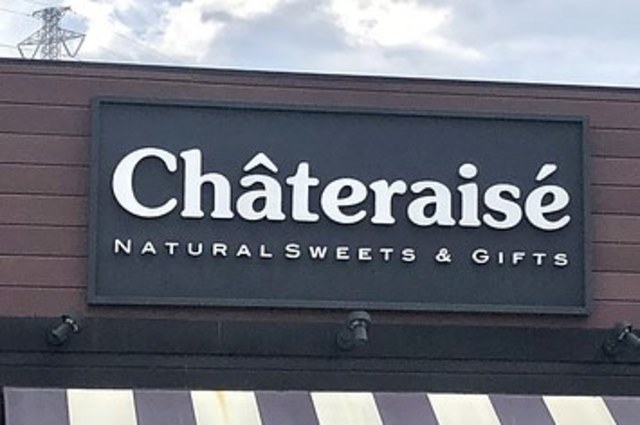 Châteraisé
NATURAL SWEETS & GIFTS